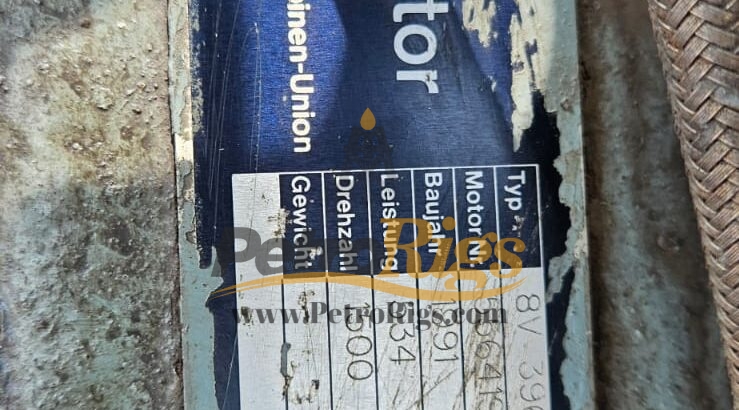 tor
inen-Union
Typ 8V 39
Motor Nr. 556419
Baujahr 1991
Leistung 834
Drehzahl 1500
Gewicht
PetroRigs
www.PetroRigs.com